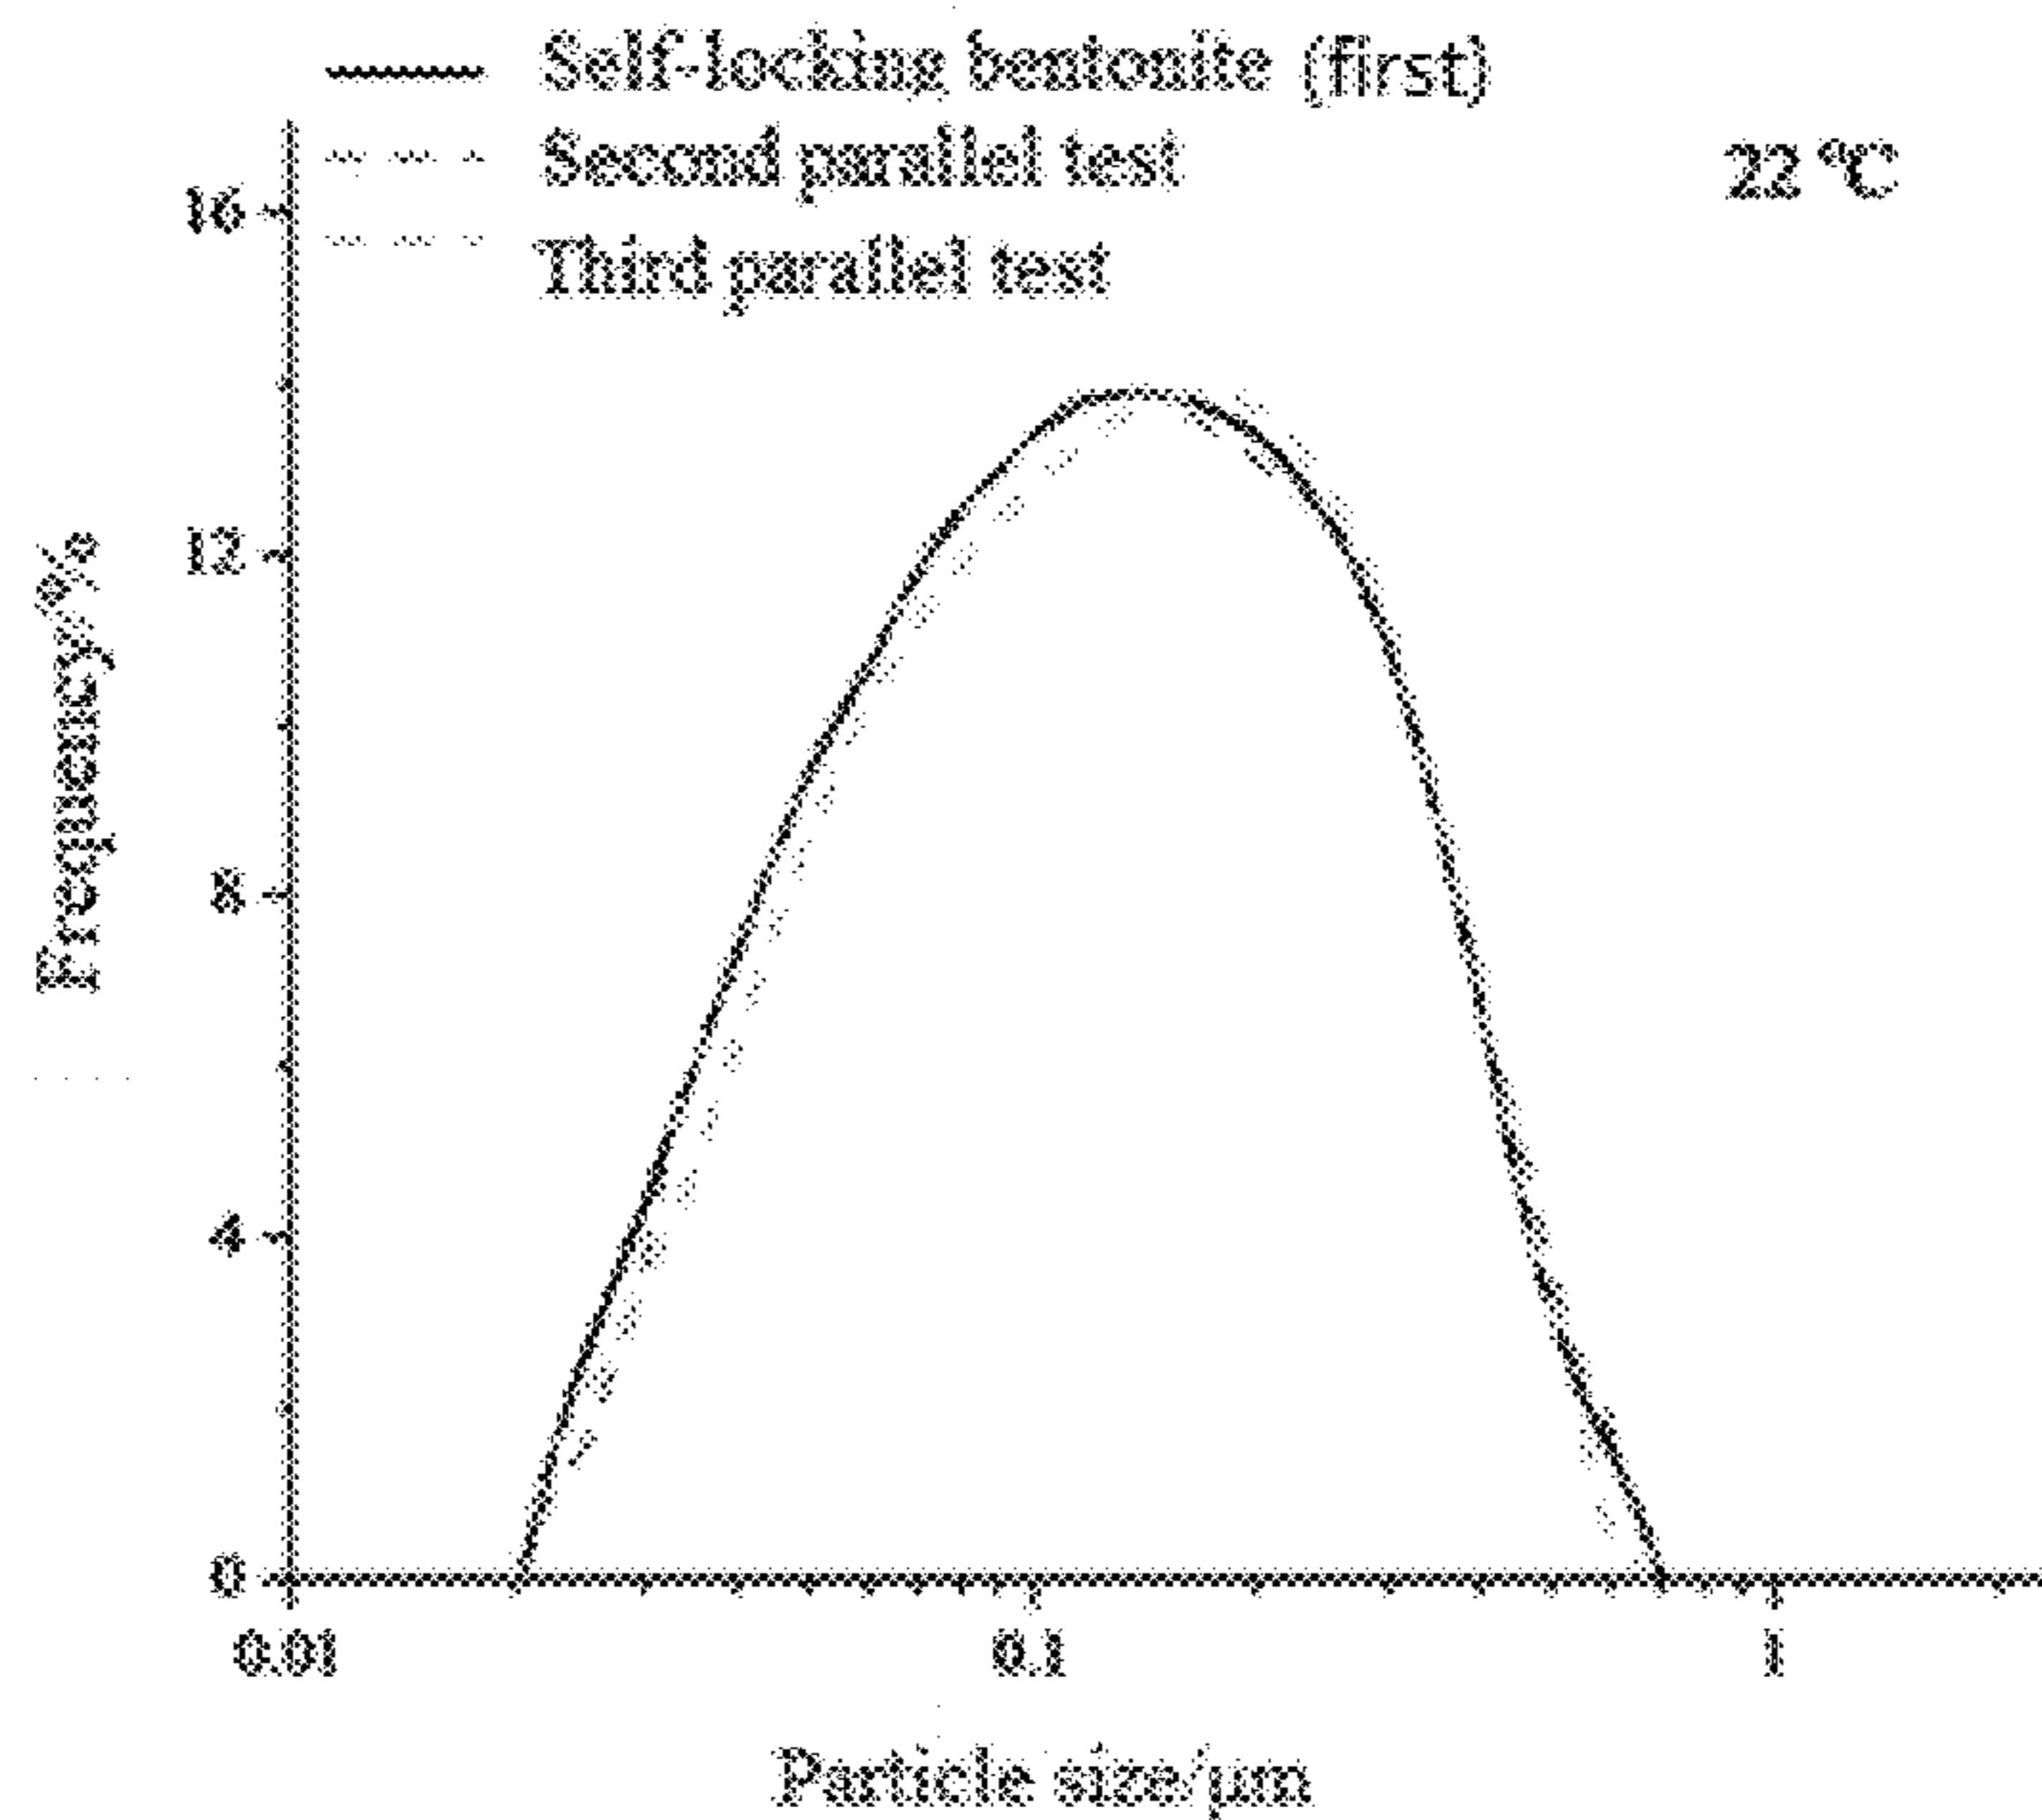 Self-locking bentonite (first)
Second parallel test
Third parallel test
22 °C
16
12
8
4
0
Frequency/%
0.01
0.1
1
Particle size/μm